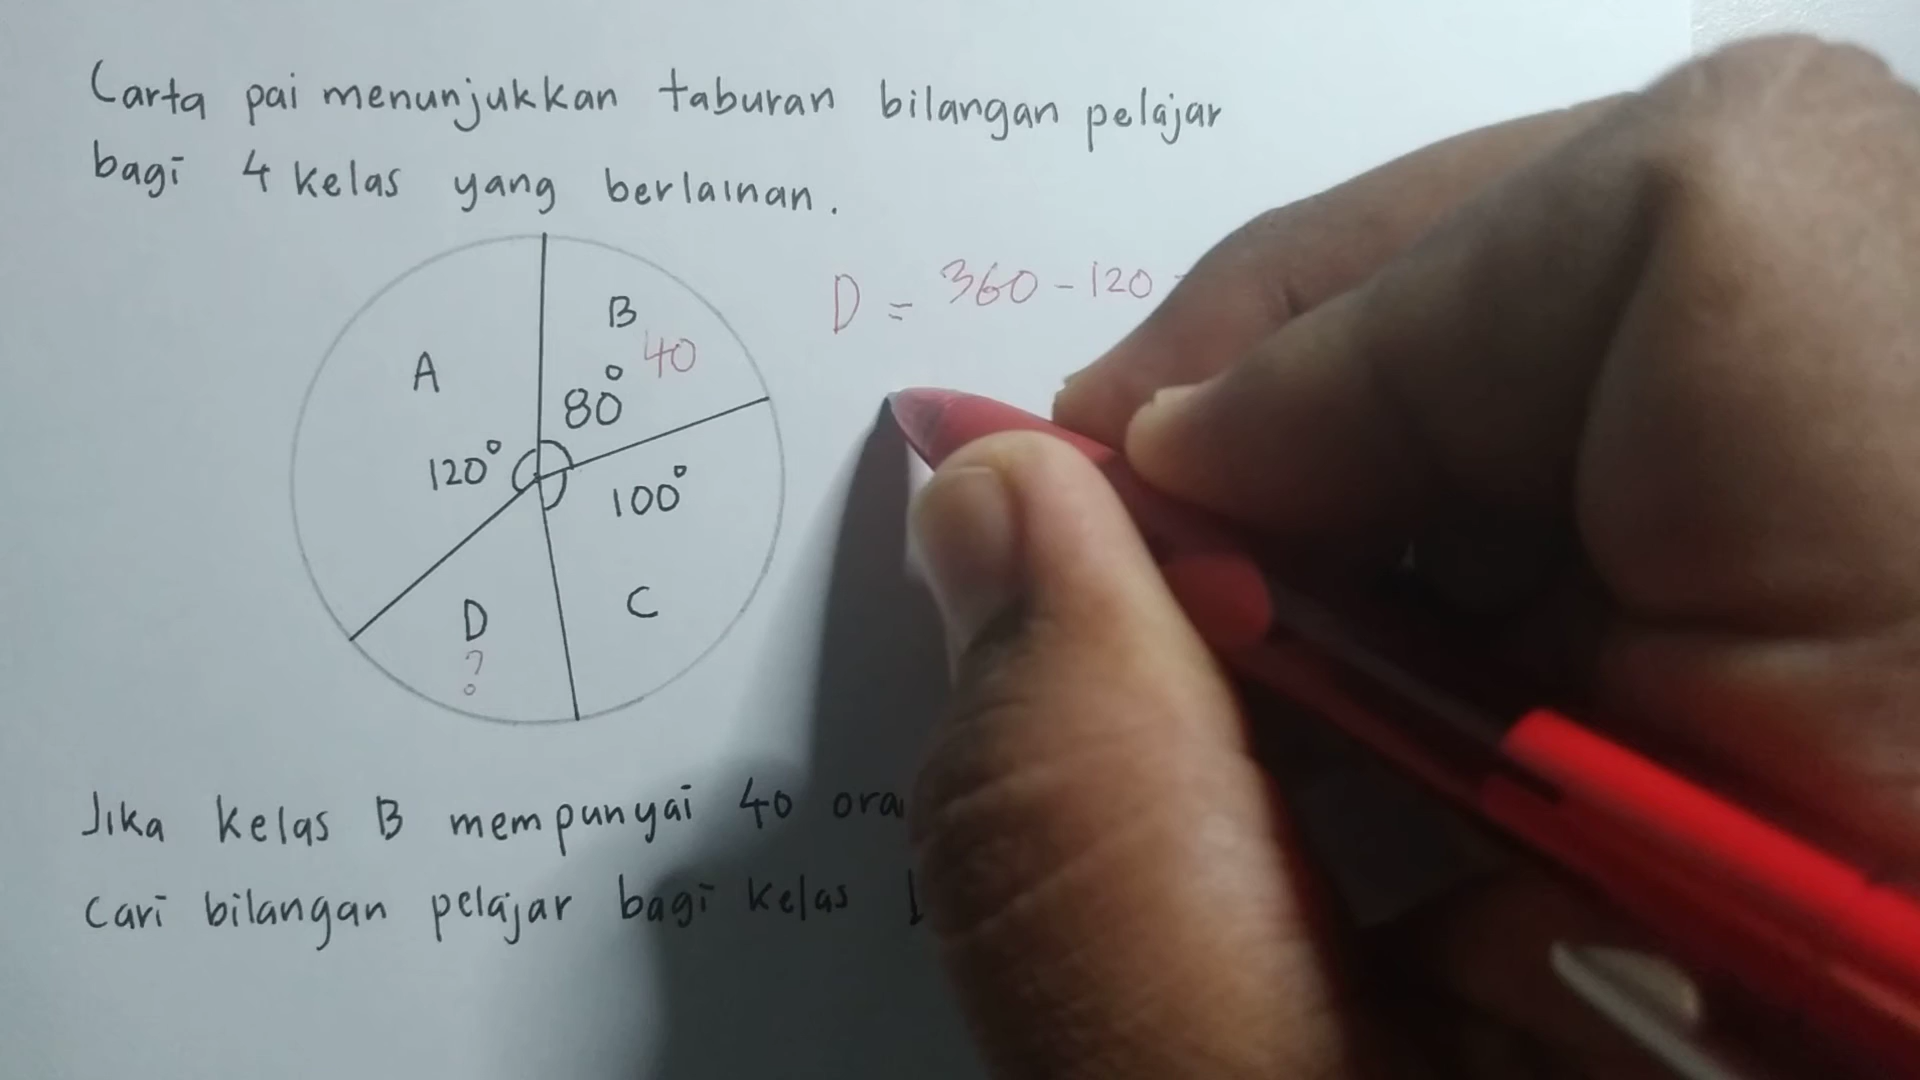 Carta pai menunjukkan taburan bilangan pelajar
bagi 4 kelas yang berlainan.
D = 360 - 120 -
B
40
80°
A
120°
100°
C
D
?
Jika kelas B mempunyai 40
cari bilangan pelajar bagi kelas